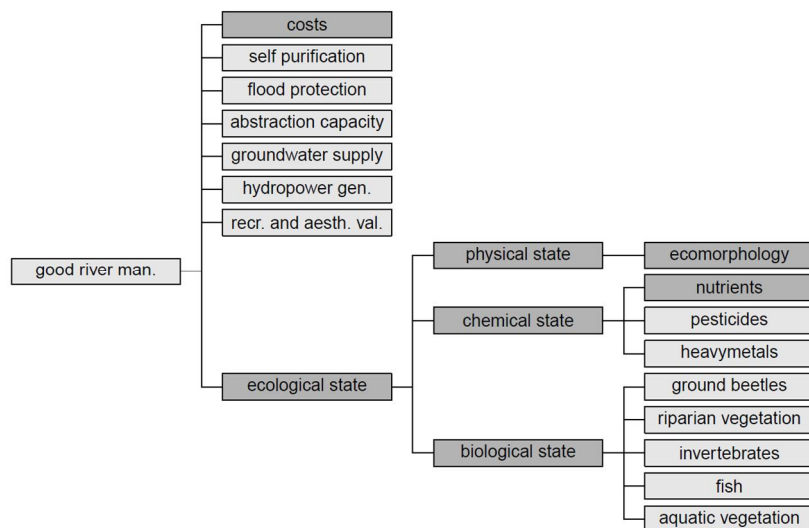 costs
self purification
flood protection
abstraction capacity
groundwater supply
hydropower gen.
recr. and aesth. val.
good river man.
physical state
ecomorphology
nutrients
chemical state
pesticides
heavymetals
ecological state
ground beetles
riparian vegetation
biological state
invertebrates
fish
aquatic vegetation